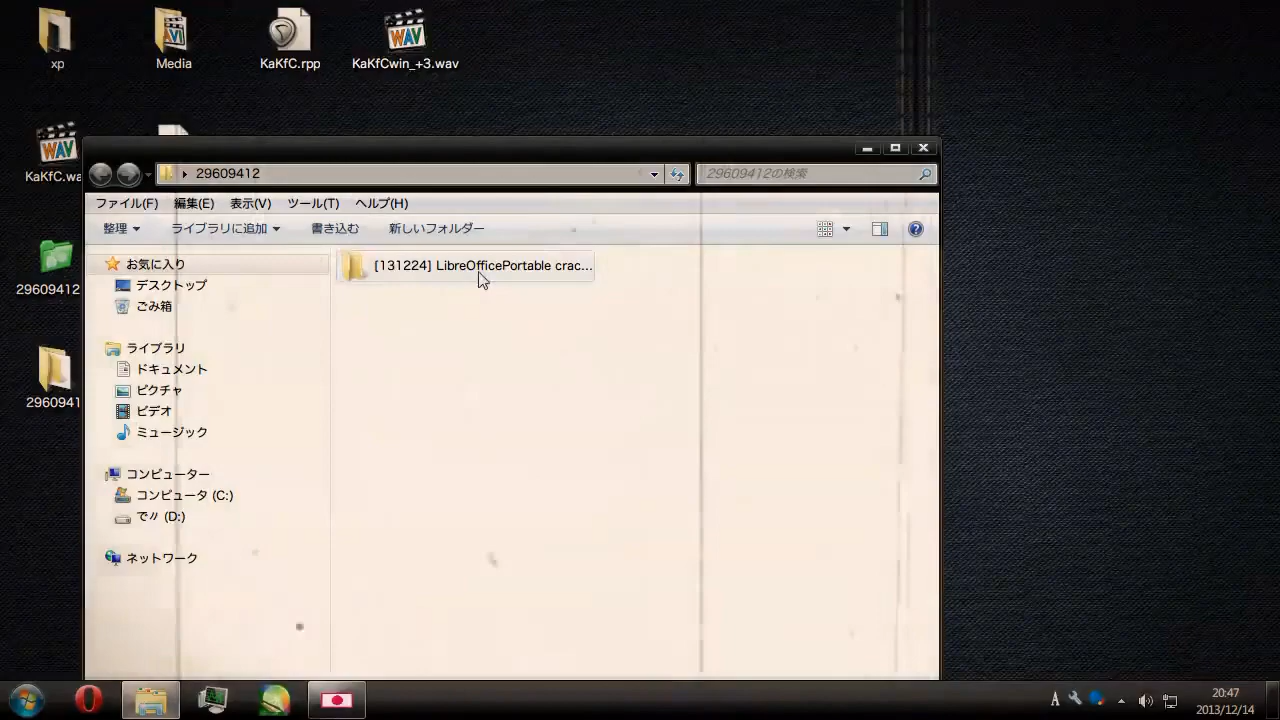 xp
Media
KaKfC.rpp
KaKfCwin_+3.wav
KaKfC.wa
29609412
ファイル(F) 編集(E) 表示(V) ツール(T) ヘルプ(H)
29609412の検索
整理 ライブラリに追加 書き込む 新しいフォルダー
お気に入り
デスクトップ
ごみ箱
ライブラリ
ドキュメント
ピクチャ
ビデオ
ミュージック
コンピューター
コンピュータ (C:)
で〃 (D:)
ネットワーク
[131224] LibreOfficePortable crac...
29609412
2960941
WAV
AVI
WAV
A
20:47
2013/12/14